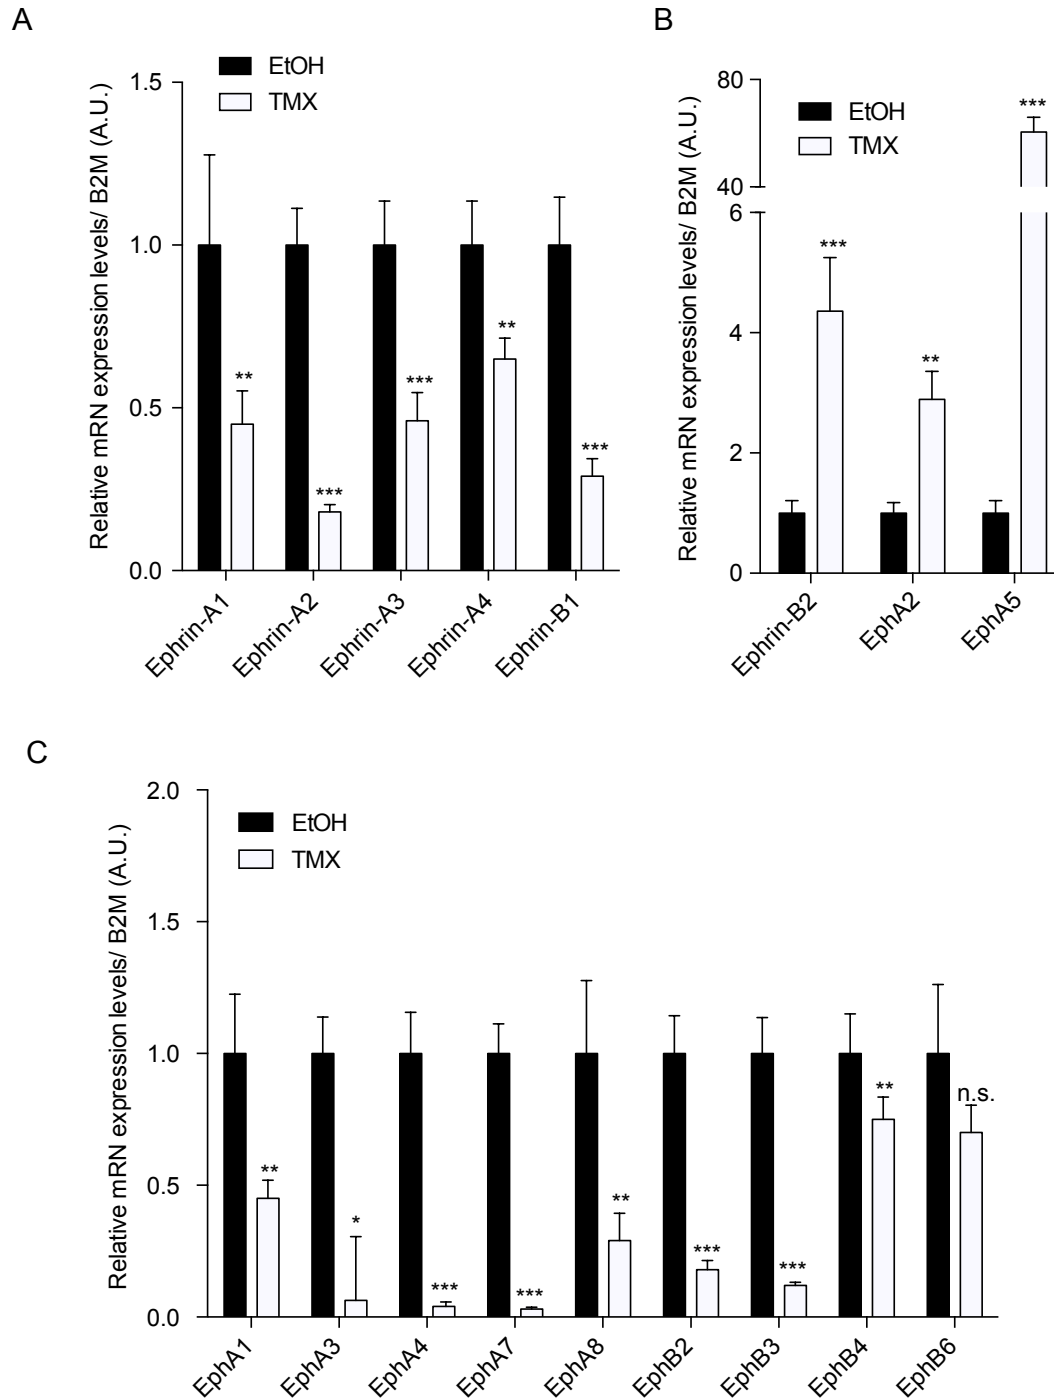 A
EtOH
TMX
Relative mRN expression levels/ B2M (A.U.)
1.5
1.0
0.5
0.0
**
***
***
**
***
Ephrin-A1
Ephrin-A2
Ephrin-A3
Ephrin-A4
Ephrin-B1
B
EtOH
TMX
Relative mRN expression levels/ B2M (A.U.)
80
40
6
4
2
0
***
**
***
Ephrin-B2
EphA2
EphA5
C
EtOH
TMX
Relative mRN expression levels/ B2M (A.U.)
2.0
1.5
1.0
0.5
0.0
**
*
***
***
**
***
***
**
n.s.
EphA1
EphA3
EphA4
EphA7
EphA8
EphB2
EphB3
EphB4
EphB6